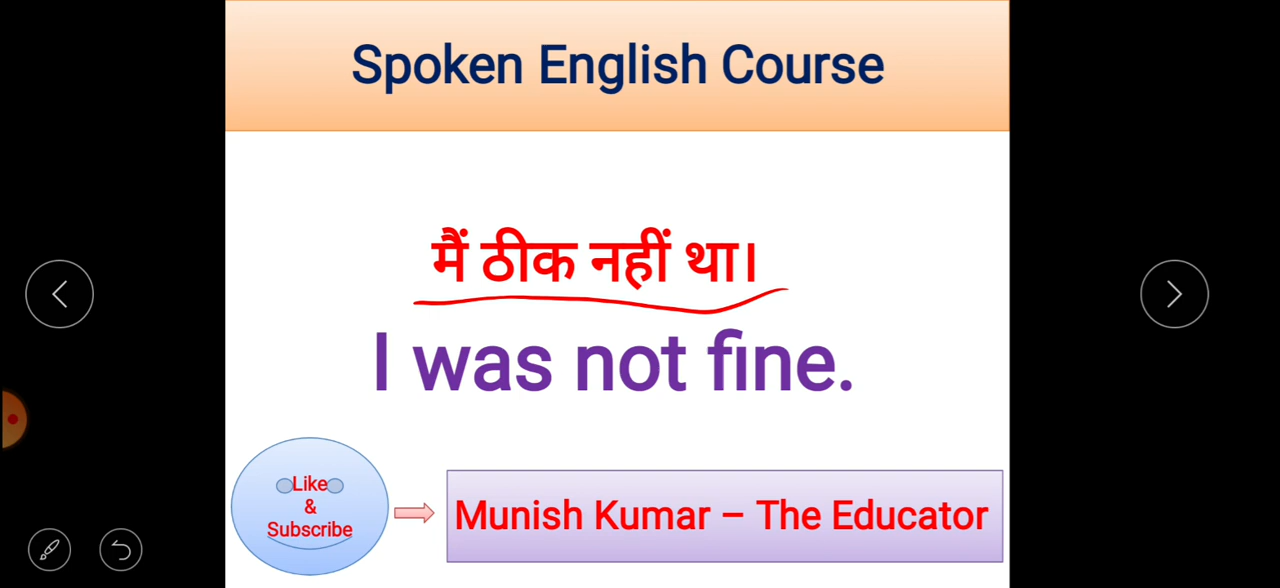 Spoken English Course
मैं ठीक नहीं था।
I was not fine.
Like
&
Subscribe
Munish Kumar – The Educator